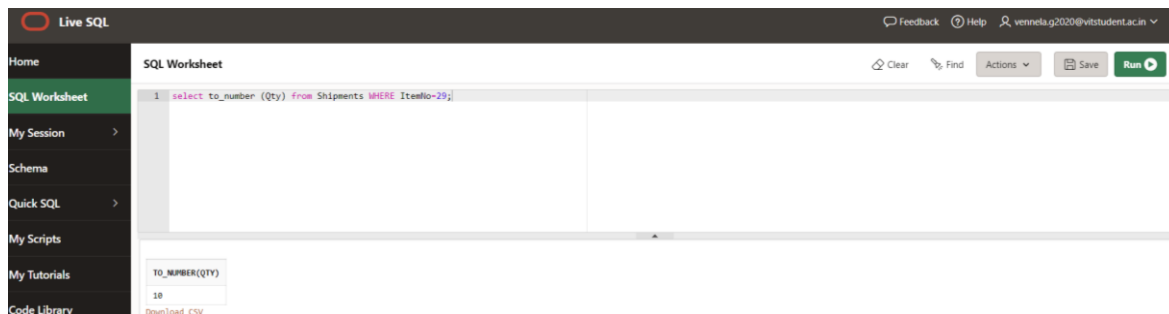 Live SQL
Feedback Help vennela.g2020@vitstudent.ac.in
Home
SQL Worksheet
My Session
Schema
Quick SQL
My Scripts
My Tutorials
Code Library
SQL Worksheet
Clear Find Actions Save Run
1 select to_number (Qty) from Shipments WHERE ItemNo=29;
TO_NUMBER(QTY)
10
Download CSV